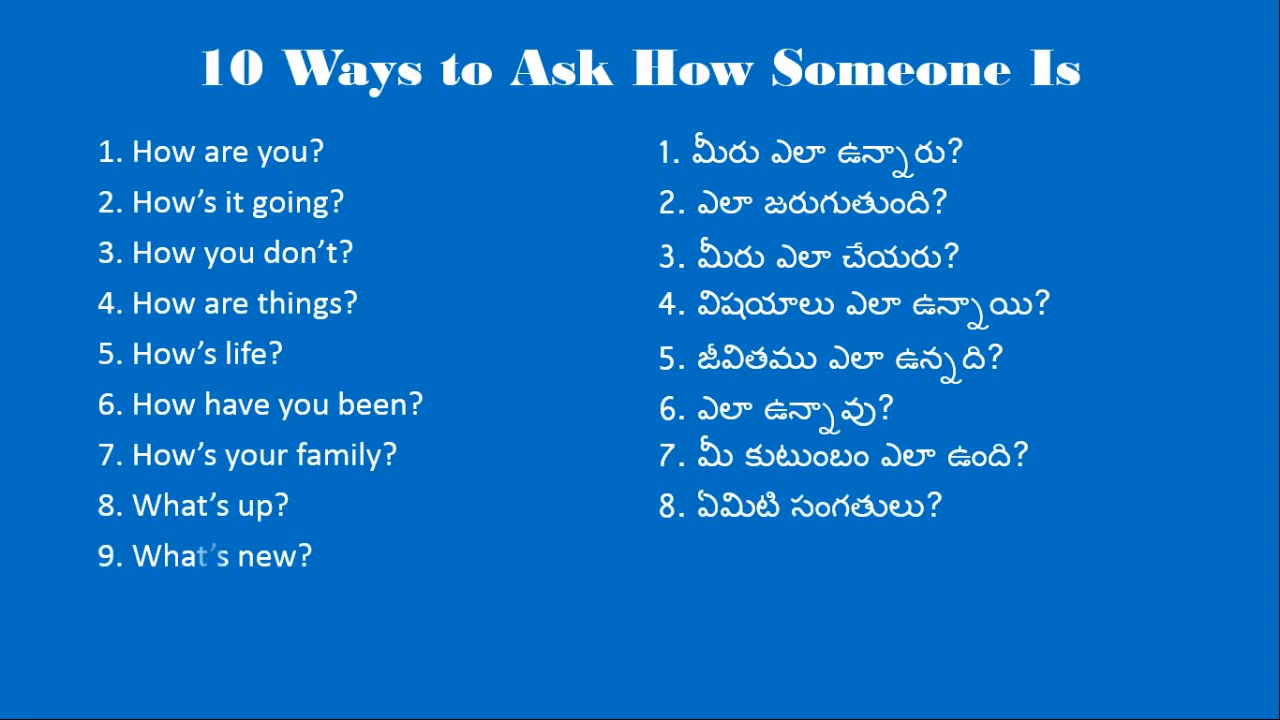 10 Ways to Ask How Someone Is
1. How are you?
2. How’s it going?
3. How you don’t?
4. How are things?
5. How’s life?
6. How have you been?
7. How’s your family?
8. What’s up?
9. What’s new?
1. మీరు ఎలా ఉన్నారు?
2. ఎలా జరుగుతుంది?
3. మీరు ఎలా చేయరు?
4. విషయాలు ఎలా ఉన్నాయి?
5. జీవితము ఎలా ఉన్నది?
6. ఎలా ఉన్నావు?
7. మీ కుటుంబం ఎలా ఉంది?
8. ఏమిటి సంగతులు?